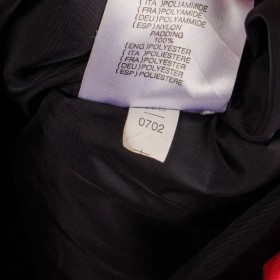 (ITA)POLIAMMIDE
(FRA)POLYAMIDE
(DEU)POLYAMMIDE
(ESP)NYLON
PADDING
100%
(ENG)POLYESTER
(ITA)POLIESTERE
(FRA)POLYESTER
(DEU)POLYESTER
(ESP)POLIESTERE
0702